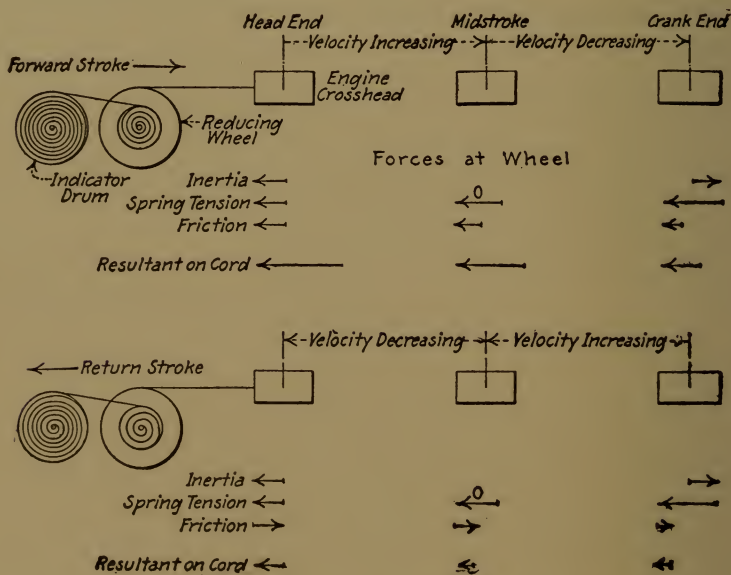 Head End Midstroke Crank End
Velocity Increasing Velocity Decreasing
Forward Stroke
Engine
Crosshead
Reducing
Wheel
Forces at Wheel
Indicator
Drum
Inertia
0
Spring Tension
Friction
Resultant on Cord
Velocity Decreasing Velocity Increasing
Return Stroke
Inertia
0
Spring Tension
Friction
Resultant on Cord